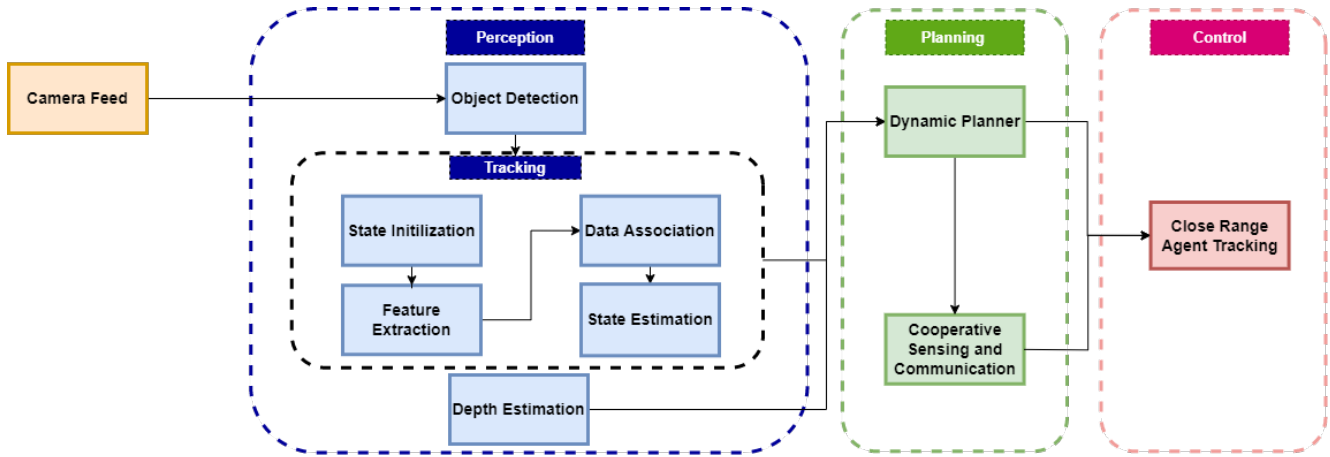 Perception
Planning
Control
Camera Feed
Object Detection
Dynamic Planner
Tracking
State Initilization
Data Association
Close Range
Agent Tracking
Feature
Extraction
State Estimation
Cooperative
Sensing and
Communication
Depth Estimation